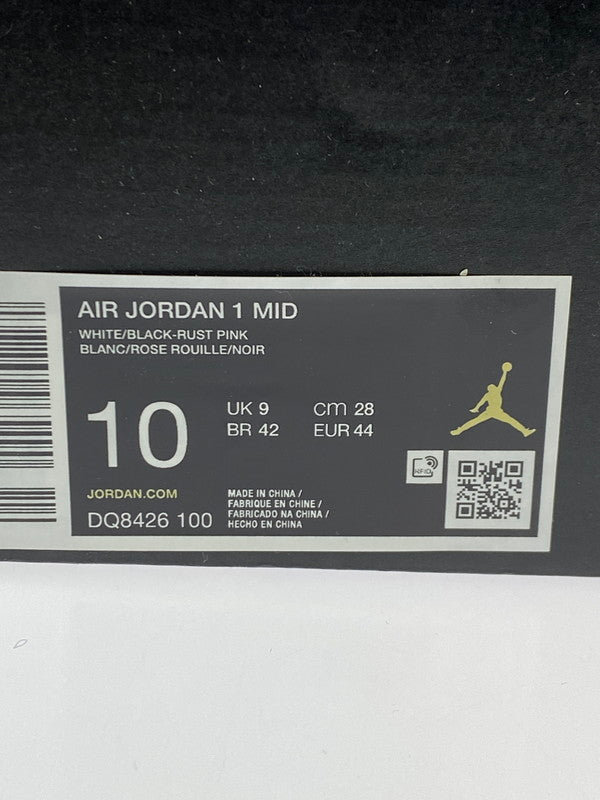 AIR JORDAN 1 MID
WHITE/BLACK-RUST PINK
BLANC/ROSE ROUILLE/NOIR
10
UK 9 cm 28
BR 42 EUR 44
RFID
JORDAN.COM
DQ8426 100
MADE IN CHINA /
FABRIQUE EN CHINE /
FABRICADO NA CHINA /
HECHO EN CHINA